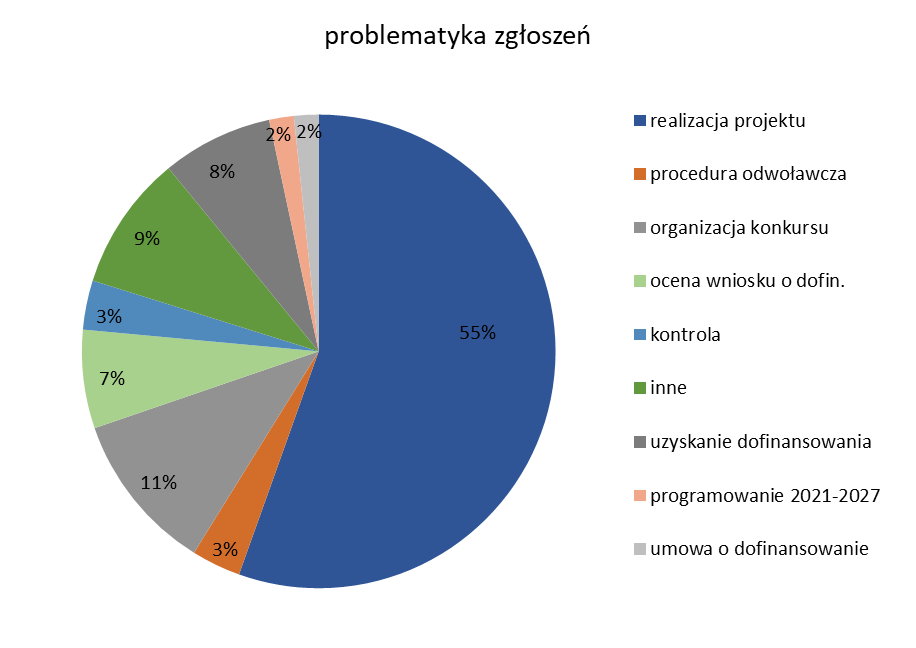 problematyka zgłoszeń
2%
2%
8%
9%
3%
55%
7%
11%
3%
realizacja projektu
procedura odwoławcza
organizacja konkursu
ocena wniosku o dofin.
kontrola
inne
uzyskanie dofinansowania
programowanie 2021-2027
umowa o dofinansowanie